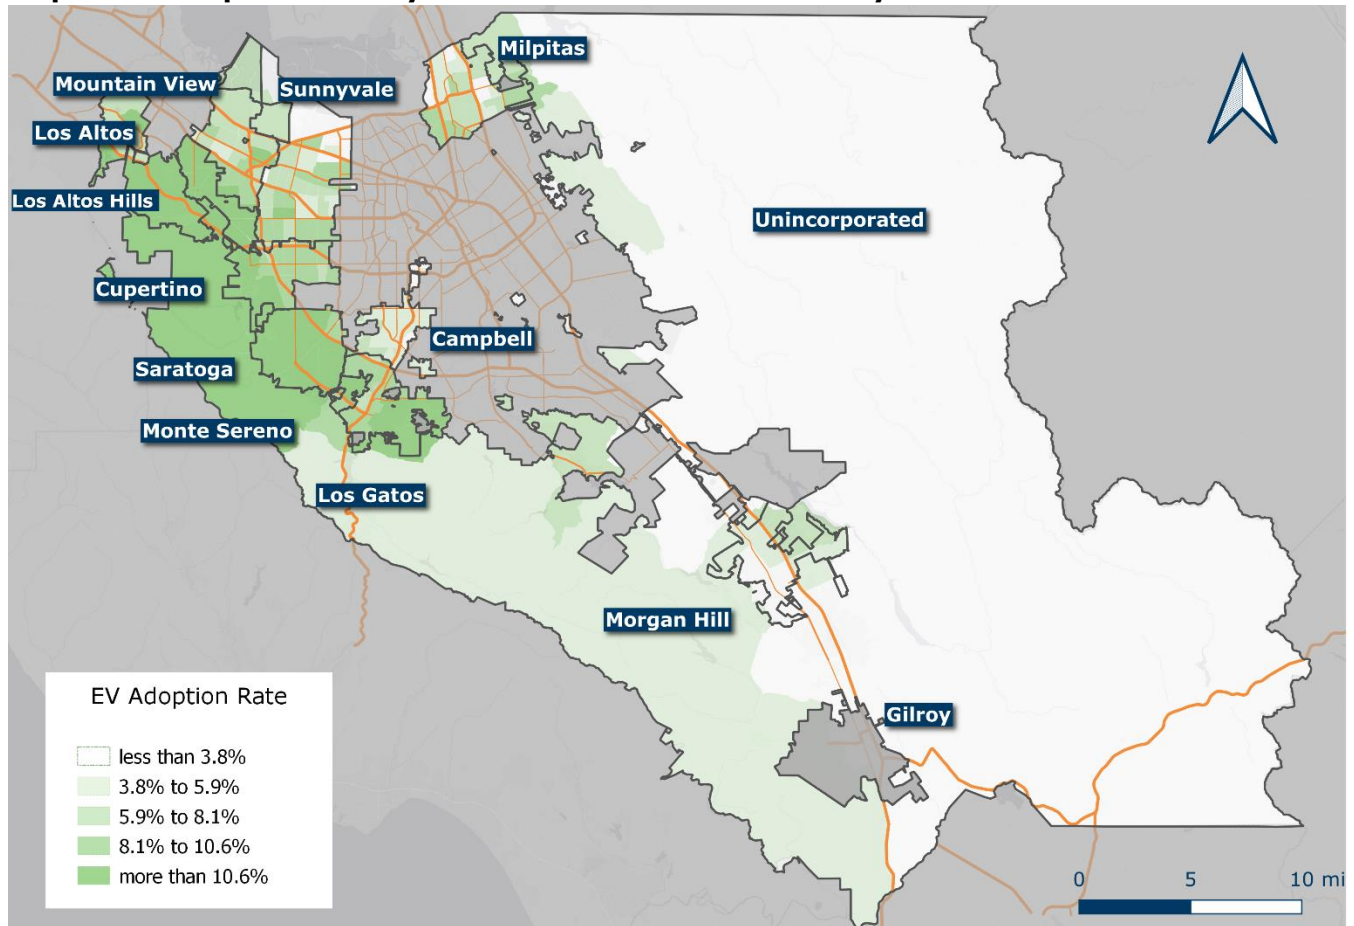 Milpitas
Mountain View
Sunnyvale
Los Altos
Los Altos Hills
Unincorporated
Cupertino
Campbell
Saratoga
Monte Sereno
Los Gatos
Morgan Hill
Gilroy
EV Adoption Rate
less than 3.8%
3.8% to 5.9%
5.9% to 8.1%
8.1% to 10.6%
more than 10.6%
0 5 10 mi